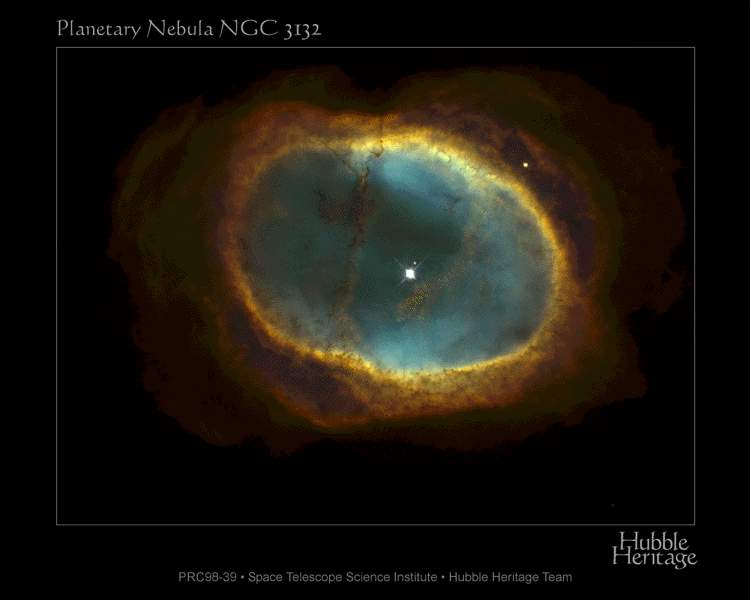 Planetary Nebula NGC 3132
Hubble
Heritage
PRC98-39 • Space Telescope Science Institute • Hubble Heritage Team